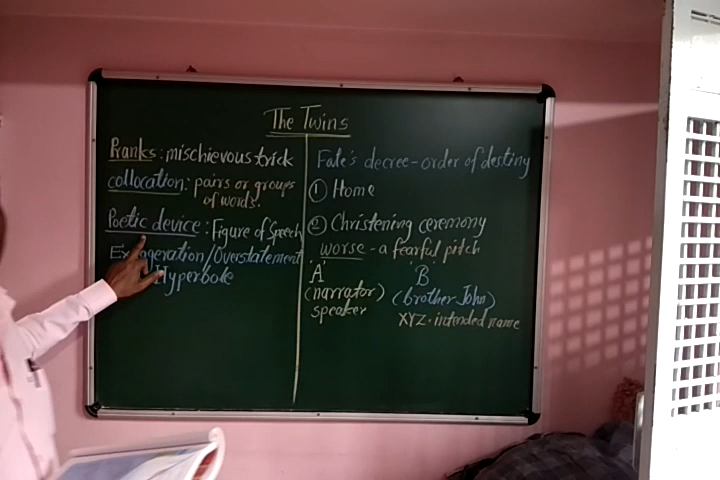 The Twins
Pranks: mischievous trick
collocation: pairs or groups
of words.
Poetic device: Figure of Speech
Exaggeration/Overstatement
Hyperbole
Fate's decree-order of destiny
① Home
② Christening ceremony
worse - a fearful pitch
A B
(narrator) (brother John)
speaker XYZ-intended name